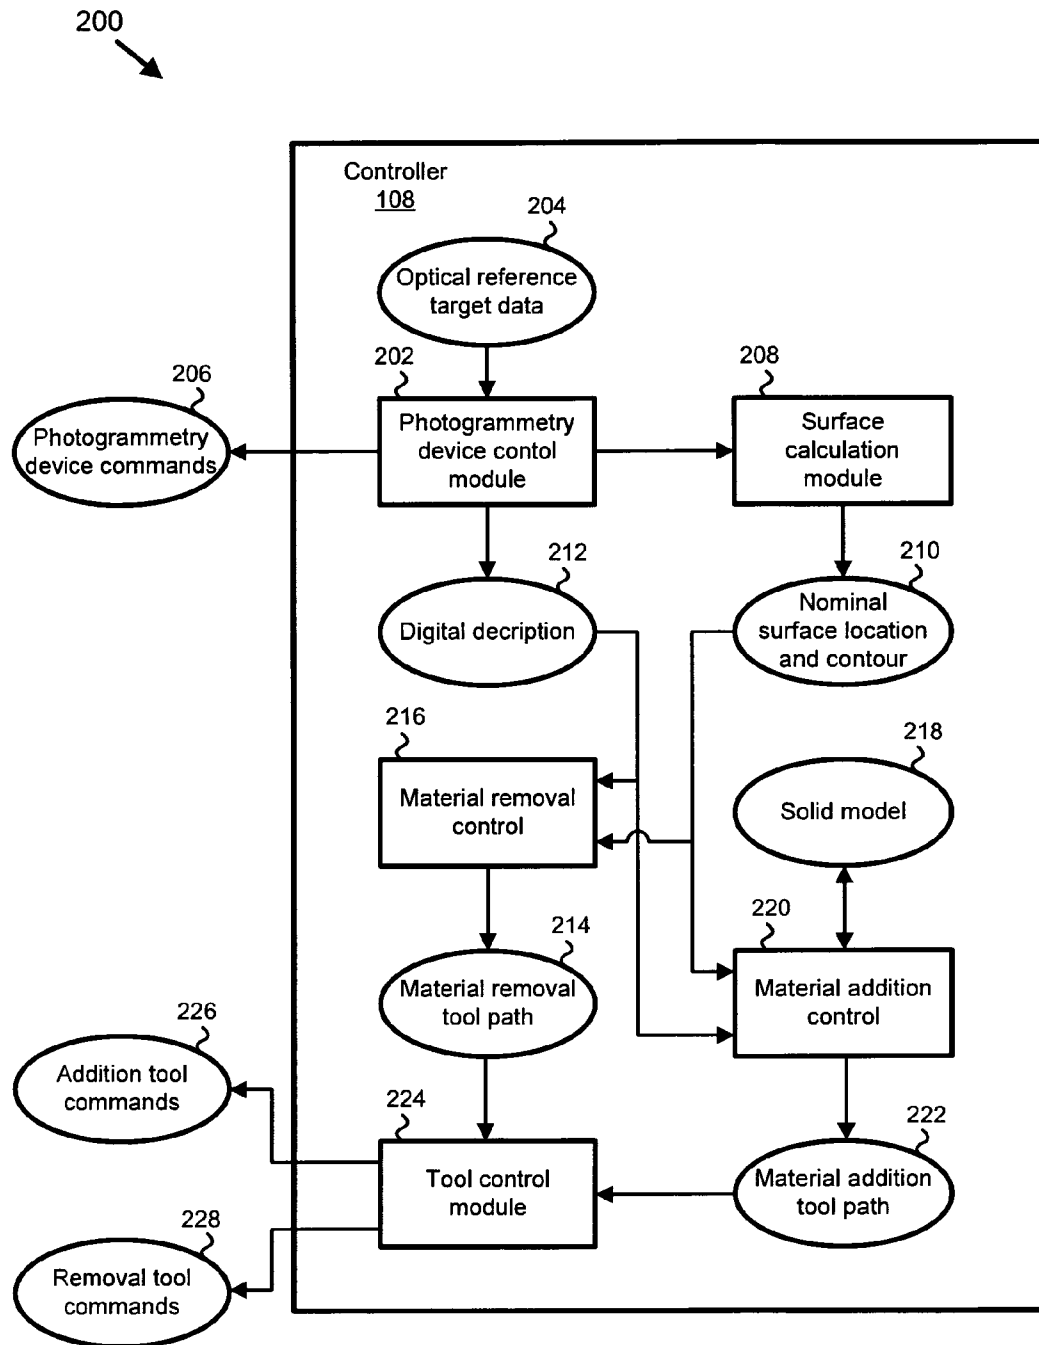 200
Controller
108
204
Optical reference
target data
202
208
206
Photogrammetry
device commands
Photogrammetry
device contol
module
Surface
calculation
module
212
210
Digital decription
Nominal
surface location
and contour
216
218
Material removal
control
Solid model
220
214
Material removal
tool path
Material addition
control
226
Addition tool
commands
224
222
Tool control
module
Material addition
tool path
228
Removal tool
commands